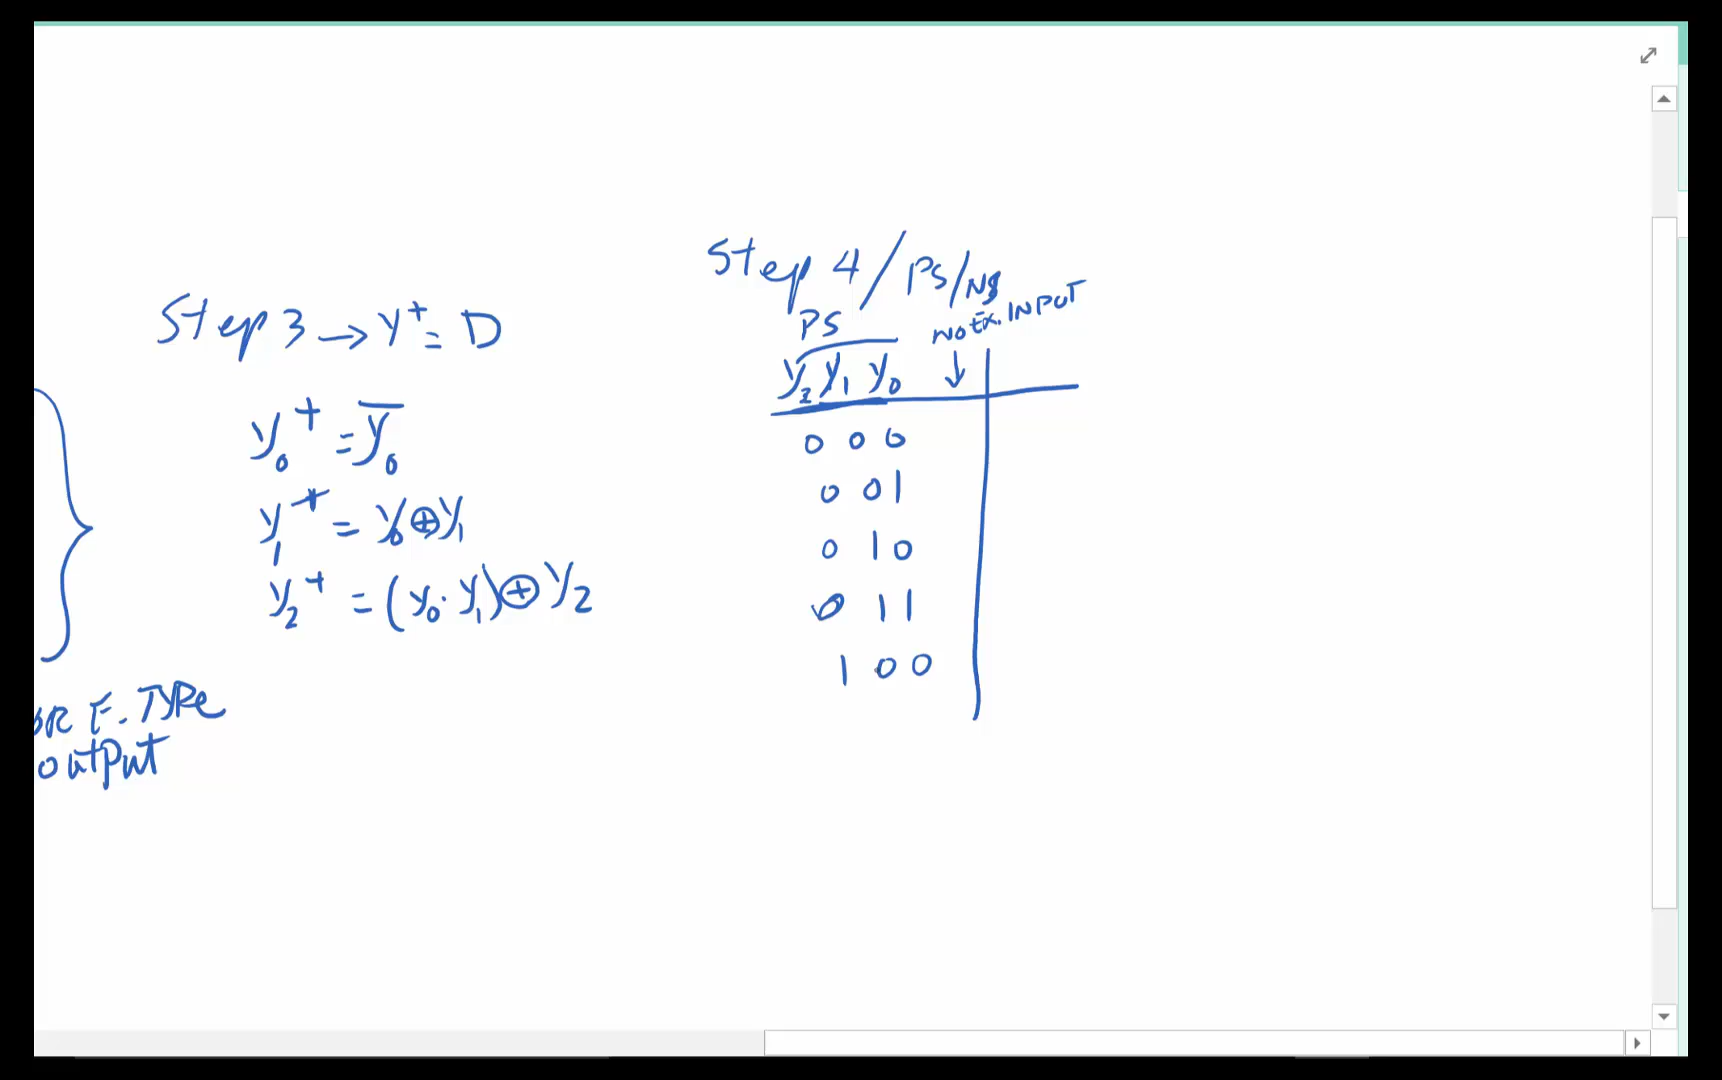 Step 3 → y⁺ = D
y₀⁺ = y̅₀
y₁⁺ = y₀⊕y₁
y₂⁺ = (y₀·y₁)⊕y₂
E. TYPE
output
Step 4 / PS/NS
PS
NO EX. INPUT
y₂ y₁ y₀ ↓
0 0 0
0 0 1
0 1 0
0 1 1
1 0 0